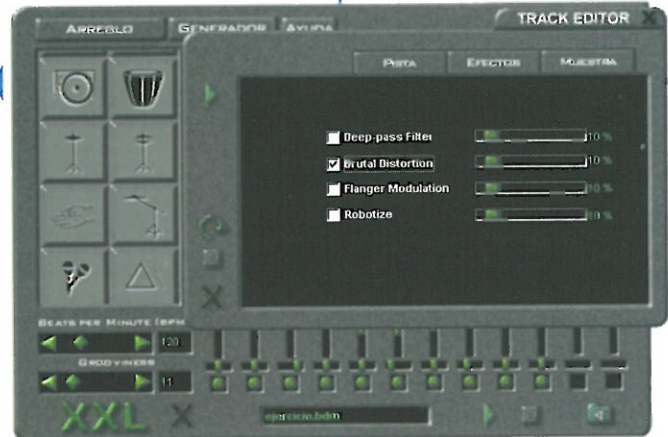 TRACK EDITOR X
ARREGLO GENERADOR AYUDA
PISTA EFECTOS MUESTRA
Deep-pass Filter 10 %
Brutal Distortion 10 %
Flanger Modulation 10 %
Robotize 10 %
BEATS PER MINUTE (BPM
120
GROOVINESS
11
XXL X
ejercicio.bdm